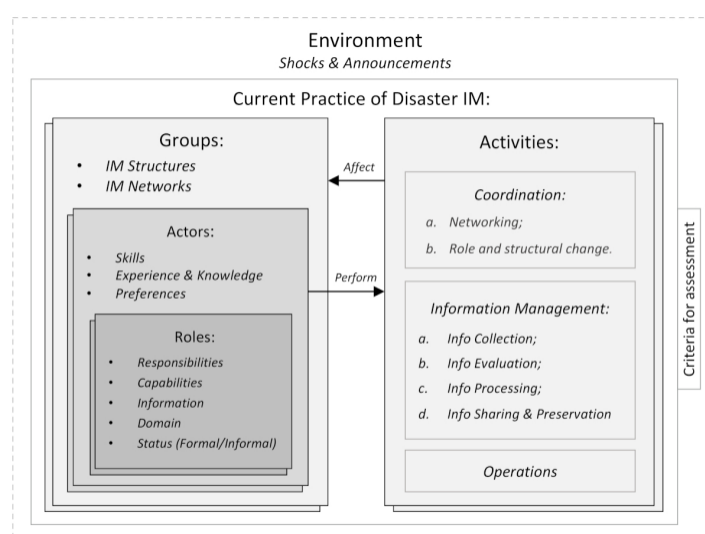 Environment
Shocks & Announcements
Current Practice of Disaster IM:
Groups:
• IM Structures
• IM Networks
Actors:
• Skills
• Experience & Knowledge
• Preferences
Roles:
• Responsibilities
• Capabilities
• Information
• Domain
• Status (Formal/Informal)
Affect
Perform
Activities:
Coordination:
a. Networking;
b. Role and structural change.
Information Management:
a. Info Collection;
b. Info Evaluation;
c. Info Processing;
d. Info Sharing & Preservation
Operations
Criteria for assessment